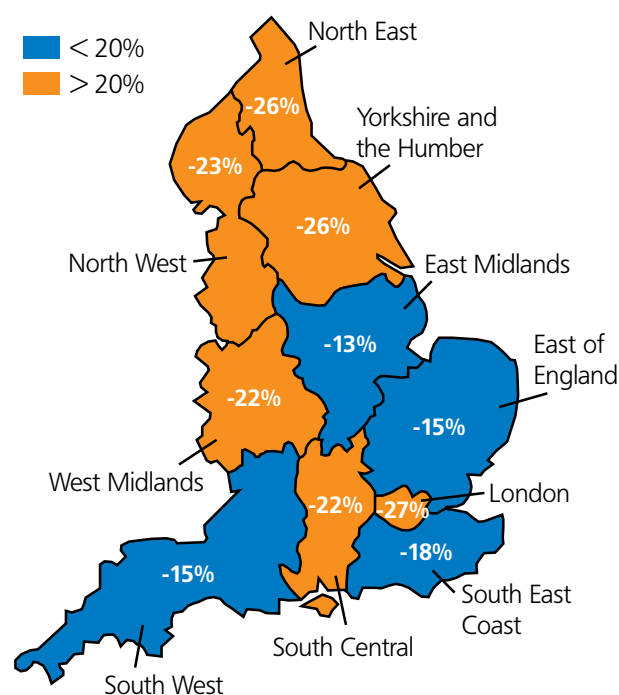 North East
< 20%
> 20%
-26%
Yorkshire and
the Humber
-23%
-26%
North West
East Midlands
-13%
East of
England
-22%
-15%
West Midlands
London
-22%
-27%
-18%
-15%
South East
Coast
South Central
South West